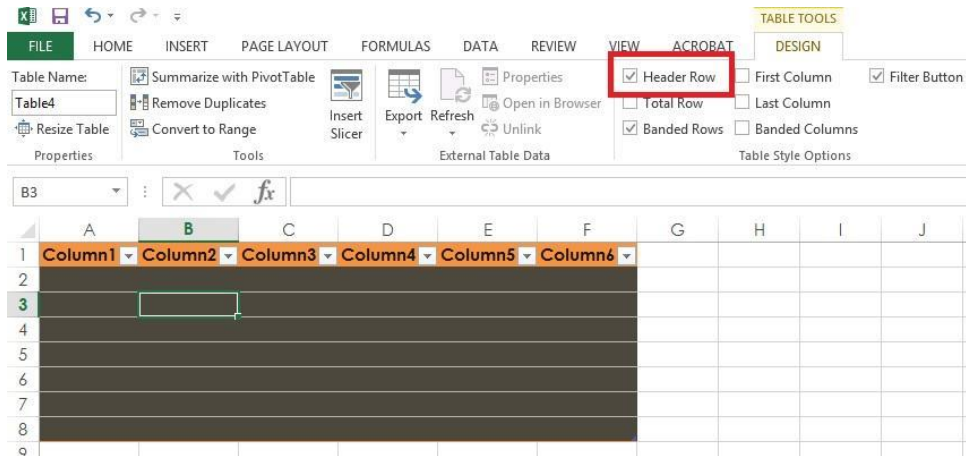 TABLE TOOLS
FILE HOME INSERT PAGE LAYOUT FORMULAS DATA REVIEW VIEW ACROBAT DESIGN
Table Name: Summarize with PivotTable Properties Header Row First Column Filter Button
Table4 Remove Duplicates Open in Browser Total Row Last Column
Resize Table Convert to Range Insert Slicer Export Refresh Unlink Banded Rows Banded Columns
Properties Tools External Table Data Table Style Options
B3 fx
A B C D E F G H I J
1 Column1 Column2 Column3 Column4 Column5 Column6
2
3
4
5
6
7
8
9